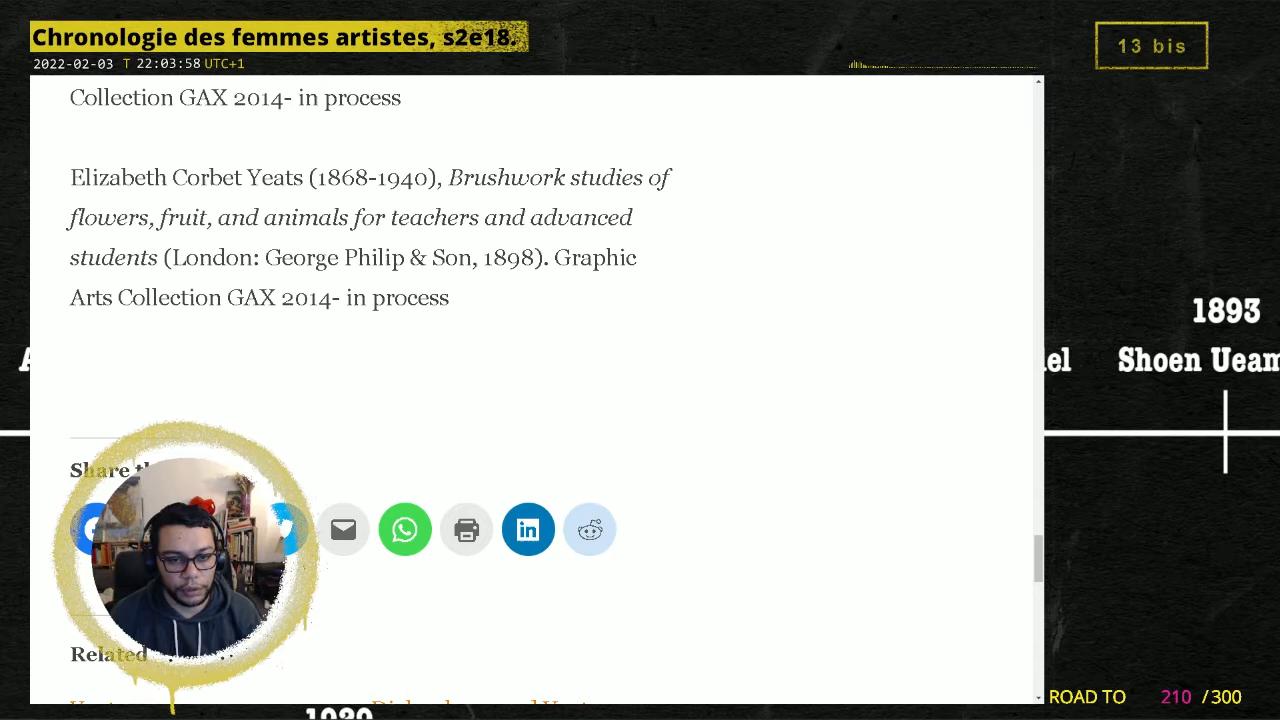 Chronologie des femmes artistes, s2e18.
2022-02-03 T 22:03:58 UTC+1
13 bis
Collection GAX 2014- in process
Elizabeth Corbet Yeats (1868-1940), Brushwork studies of
flowers, fruit, and animals for teachers and advanced
students (London: George Philip & Son, 1898). Graphic
Arts Collection GAX 2014- in process
1893
Shoen Ueam
Share
Related
ROAD TO 210 /300